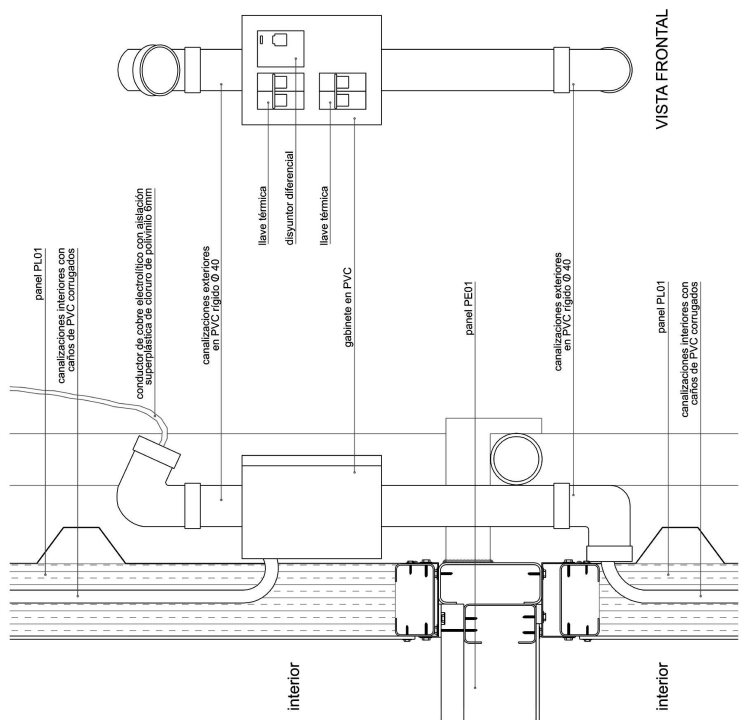 panel PL01
canalizaciones interiores con
caños de PVC corrugados
conductor de cobre electrolítico con aislación
superplástica de cloruro de polivinilo 6mm
canalizaciones exteriores
en PVC rígido Ø 40
llave térmica
disyuntor diferencial
llave térmica
gabinete en PVC
panel PE01
canalizaciones exteriores
en PVC rígido Ø 40
panel PL01
canalizaciones interiores con
caños de PVC corrugados
VISTA FRONTAL
interior
interior